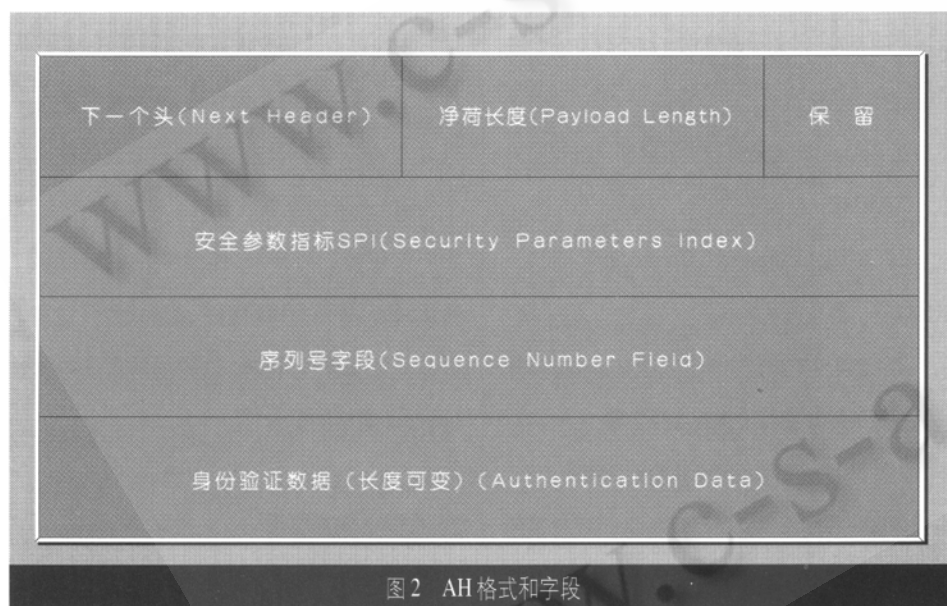 下一个头(Next Header) 净荷长度(Payload Length) 保 留
安全参数指标SPI(Security Parameters Index)
序列号字段(Sequence Number Field)
身份验证数据（长度可变）(Authentication Data)
图2 AH格式和字段
www.c-s-a
w.c-s-a